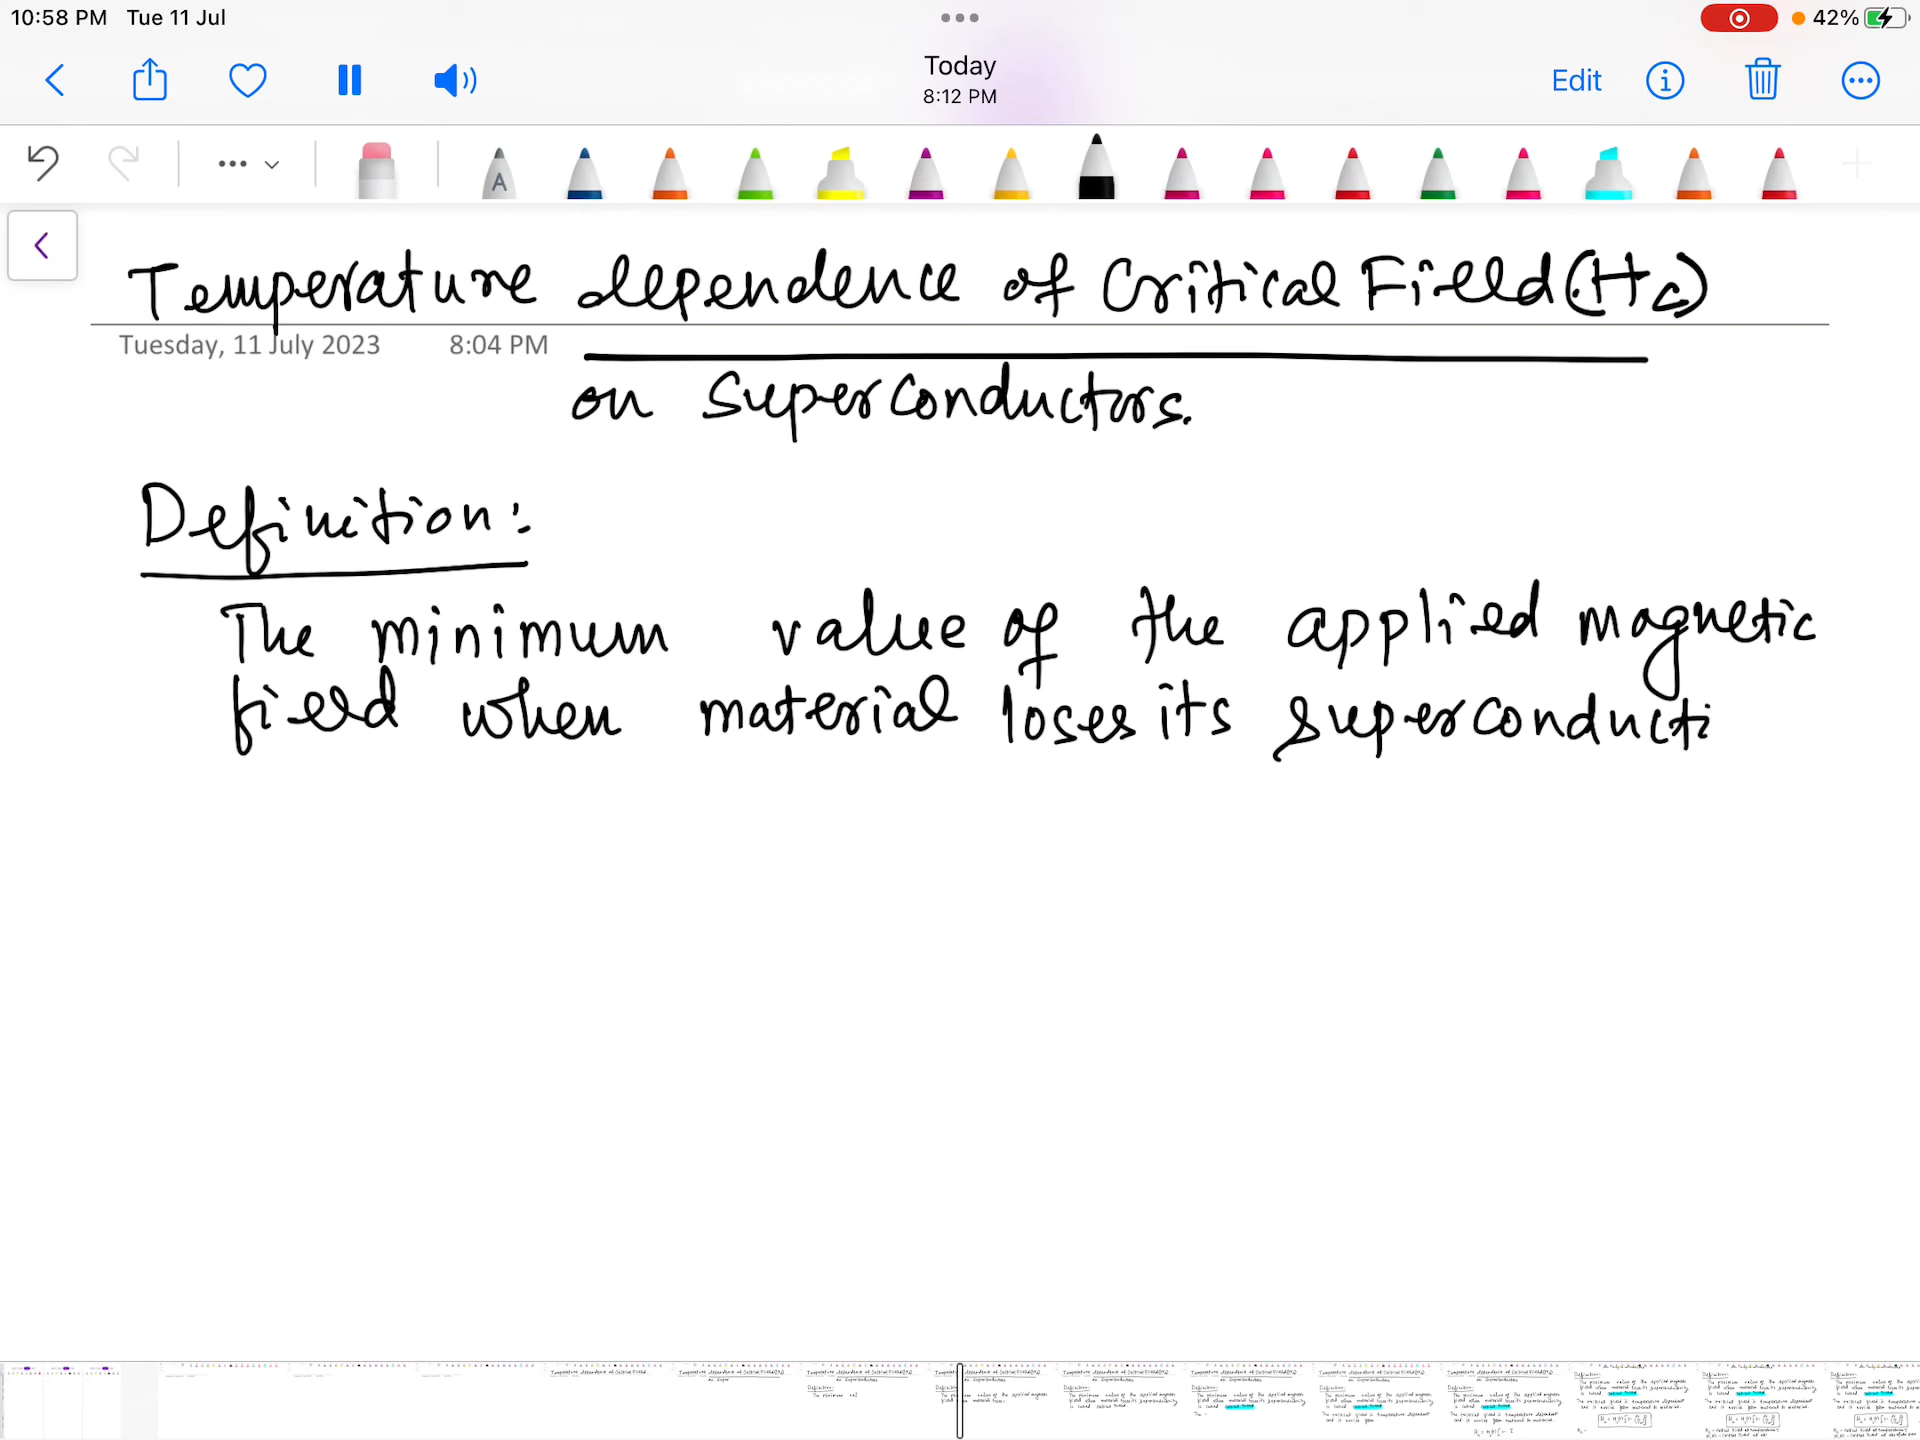 10:58 PM Tue 11 Jul
42%
Today
8:12 PM
Edit
A
Temperature dependence of Critical Field (Hc)
Tuesday, 11 July 2023 8:04 PM
on Superconductors.
Definition:
The minimum value of the applied magnetic
field when material loses its superconducti